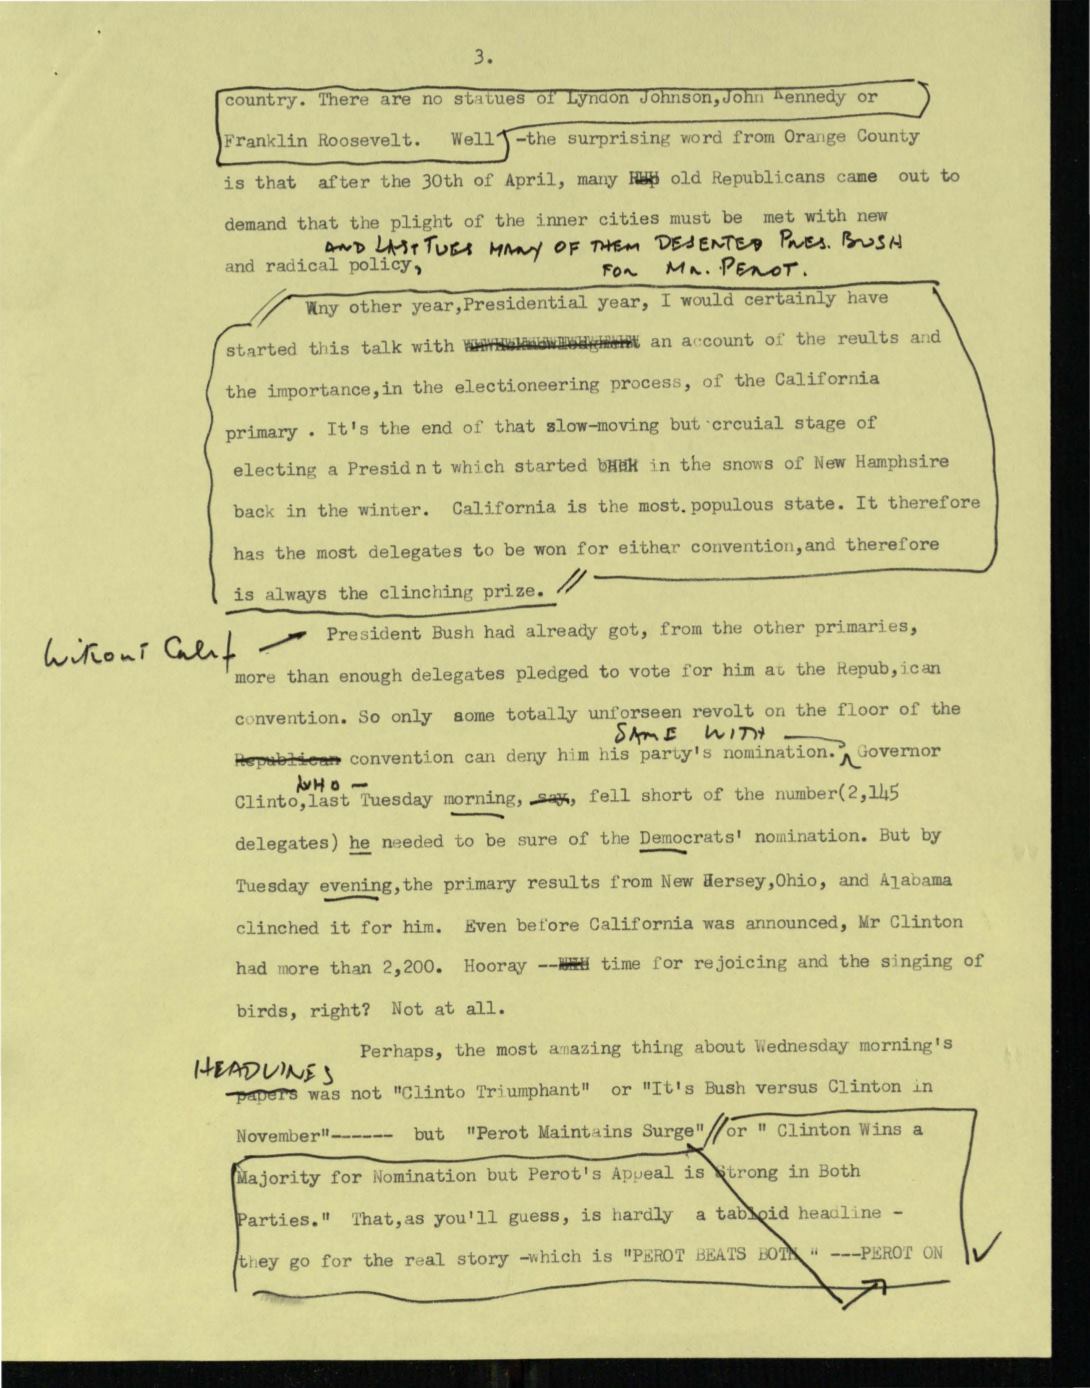 3.
country. There are no statues of Lyndon Johnson,John Kennedy or
Franklin Roosevelt. Well -the surprising word from Orange County
is that after the 30th of April, many old Republicans came out to
demand that the plight of the inner cities must be met with new
AND LAST TUES MANY OF THEM DESERTED PRES. BUSH
and radical policy,
FOR MR. PEROT.
Wny other year,Presidential year, I would certainly have
started this talk with an account of the reults and
the importance,in the electioneering process, of the California
primary . It's the end of that slow-moving but crcuial stage of
electing a Presidnt which started in the snows of New Hamphsire
back in the winter. California is the most.populous state. It therefore
has the most delegates to be won for either convention,and therefore
is always the clinching prize. //
Without Calif
President Bush had already got, from the other primaries,
more than enough delegates pledged to vote for him at the Repub,ican
convention. So only some totally unforseen revolt on the floor of the
SAME WITH
Republican convention can deny him his party's nomination. Governor
WHO
Clinto,last Tuesday morning, say, fell short of the number(2,145
delegates) he needed to be sure of the Democrats' nomination. But by
Tuesday evening,the primary results from New Hersey,Ohio, and Alabama
clinched it for him. Even before California was announced, Mr Clinton
had more than 2,200. Hooray -- time for rejoicing and the singing of
birds, right? Not at all.
Perhaps, the most amazing thing about Wednesday morning's
HEADLINES
papers was not "Clinto Triumphant" or "It's Bush versus Clinton in
November"------ but "Perot Maintains Surge"//or " Clinton Wins a
Majority for Nomination but Perot's Appeal is Strong in Both
Parties." That,as you'll guess, is hardly a tabloid headline -
they go for the real story -which is "PEROT BEATS BOTH " ---PEROT ON